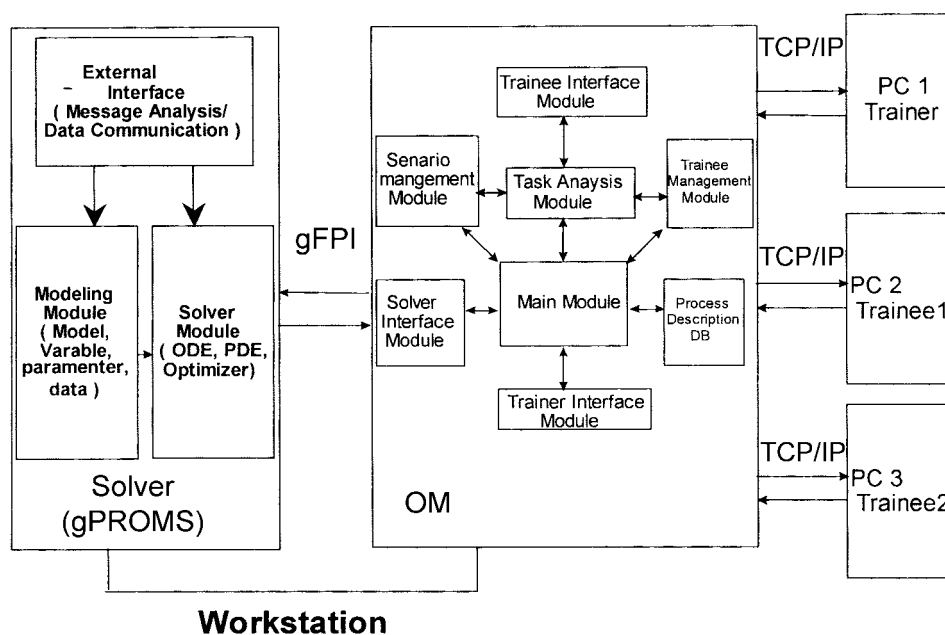 External
Interface
( Message Analysis/
Data Communication )
Modeling
Module
( Model,
Varable,
paramenter,
data )
Solver
Module
( ODE, PDE,
Optimizer)
Solver
(gPROMS)
gFPI
Trainee Interface
Module
Senario
mangement
Module
Task Anaysis
Module
Trainee
Management
Module
Solver
Interface
Module
Main Module
Process
Description
DB
Trainer Interface
Module
OM
TCP/IP
PC 1
Trainer
TCP/IP
PC 2
Trainee1
TCP/IP
PC 3
Trainee2
Workstation